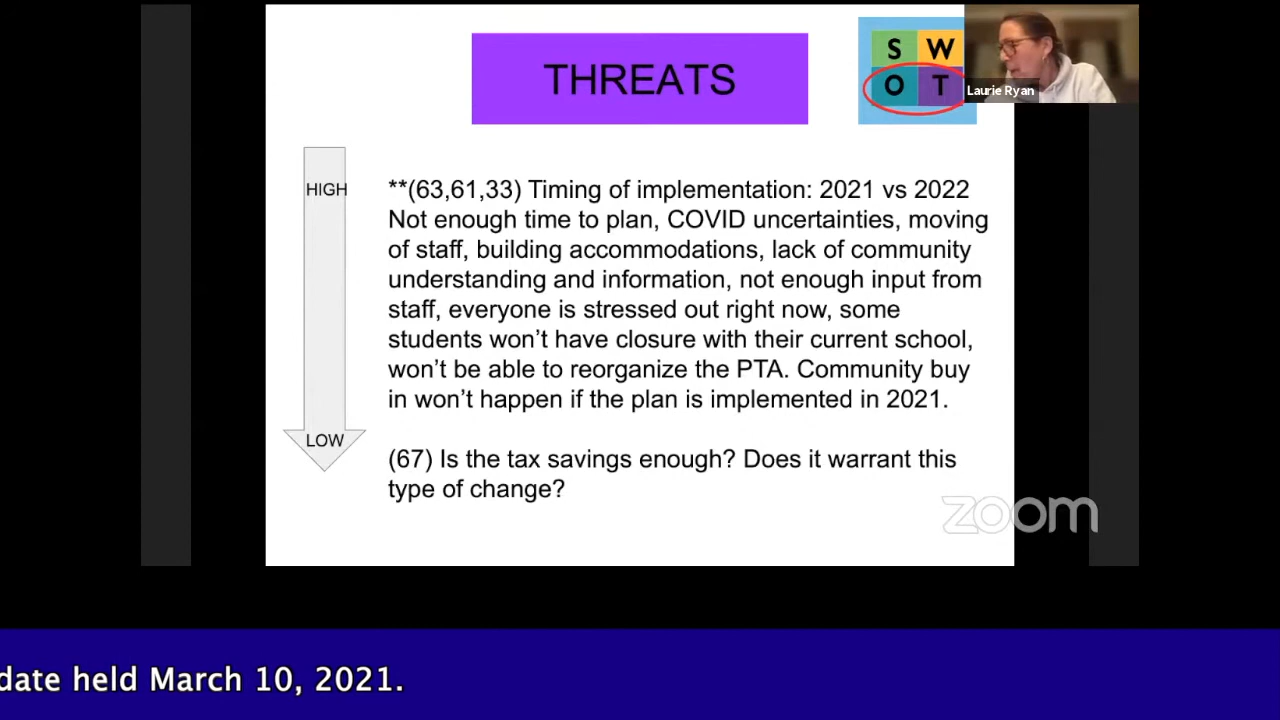 THREATS
S W
O T
Laurie Ryan
HIGH
**(63,61,33) Timing of implementation: 2021 vs 2022
Not enough time to plan, COVID uncertainties, moving
of staff, building accommodations, lack of community
understanding and information, not enough input from
staff, everyone is stressed out right now, some
students won’t have closure with their current school,
won’t be able to reorganize the PTA. Community buy
in won’t happen if the plan is implemented in 2021.
LOW
(67) Is the tax savings enough? Does it warrant this
type of change?
zoom
date held March 10, 2021.